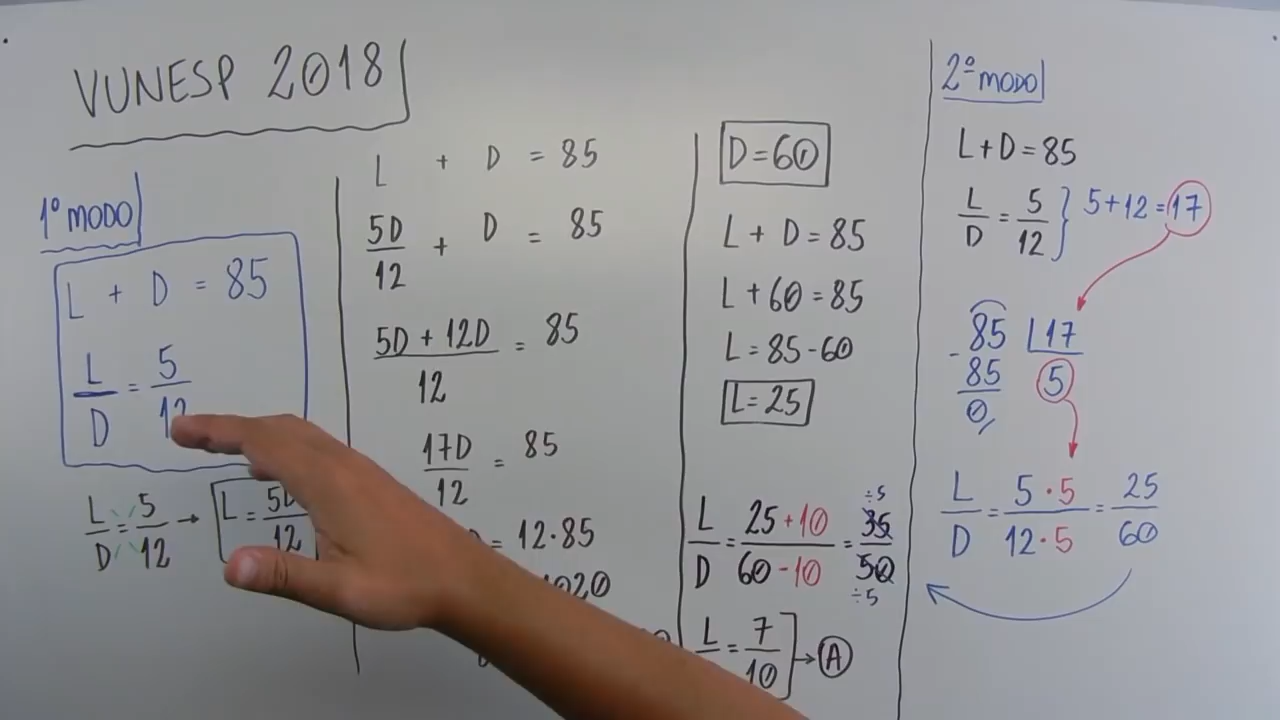 VUNESP 2018
1º MODO
L + D = 85
L/D = 5/12
L/D = 5/12 → L = 5D/12
L + D = 85
5D/12 + D = 85
(5D + 12D)/12 = 85
17D/12 = 85
= 12·85
1020
D = 60
L + D = 85
L + 60 = 85
L = 85 - 60
L = 25
L/D = (25 + 10)/(60 - 10) = 35/50 ÷5 ÷5
L = 7/10 → A
2º MODO
L + D = 85
L/D = 5/12 } 5 + 12 = 17
85 17
- 85 5
0
L/D = (5 · 5)/(12 · 5) = 25/60